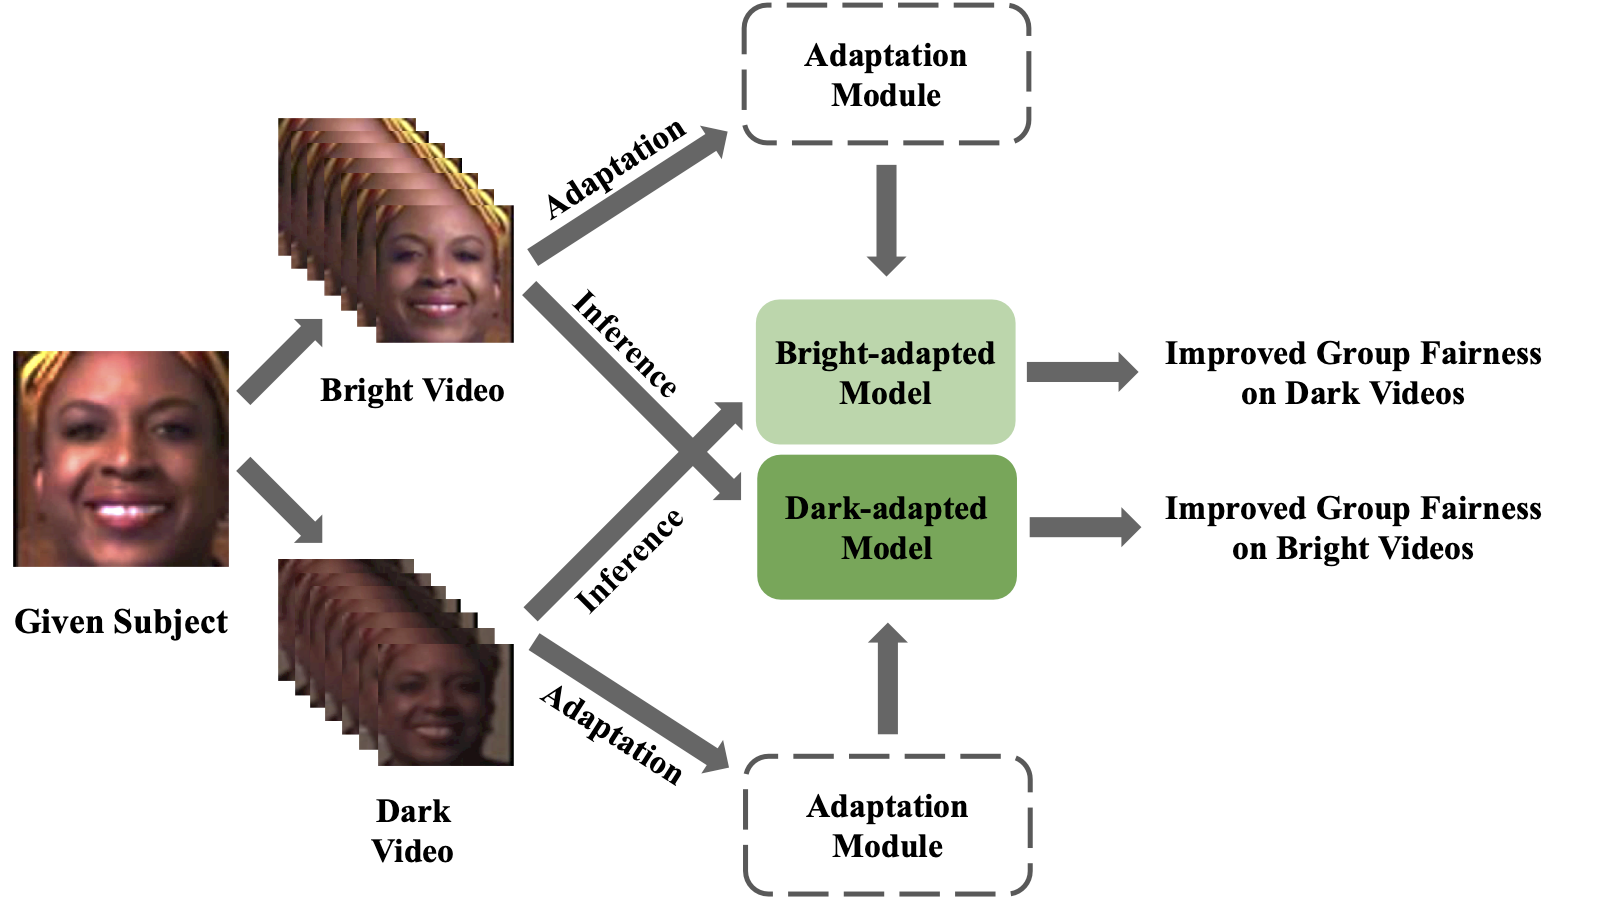 Adaptation
Module
Adaptation
Inference
Bright Video
Bright-adapted
Model
Improved Group Fairness
on Dark Videos
Given Subject
Dark-adapted
Model
Improved Group Fairness
on Bright Videos
Inference
Adaptation
Dark
Video
Adaptation
Module